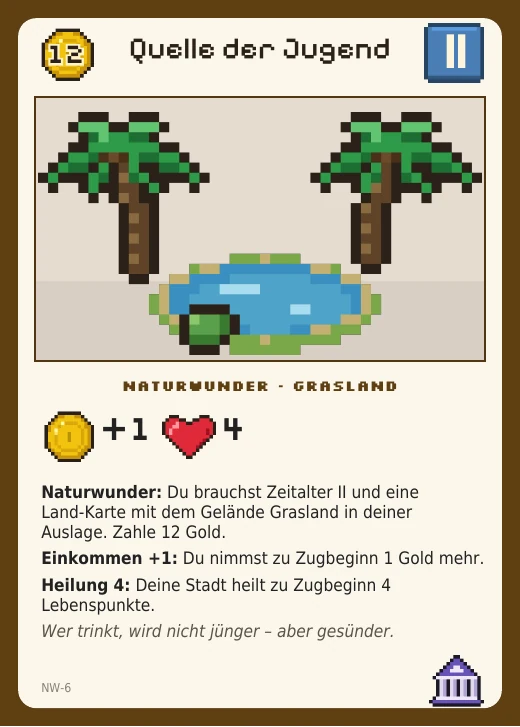 12
Quelle der Jugend
II
NATURWUNDER - GRASLAND
+1
4
Naturwunder: Du brauchst Zeitalter II und eine
Land-Karte mit dem Gelände Grasland in deiner
Auslage. Zahle 12 Gold.
Einkommen +1: Du nimmst zu Zugbeginn 1 Gold mehr.
Heilung 4: Deine Stadt heilt zu Zugbeginn 4
Lebenspunkte.
Wer trinkt, wird nicht jünger – aber gesünder.
NW-6